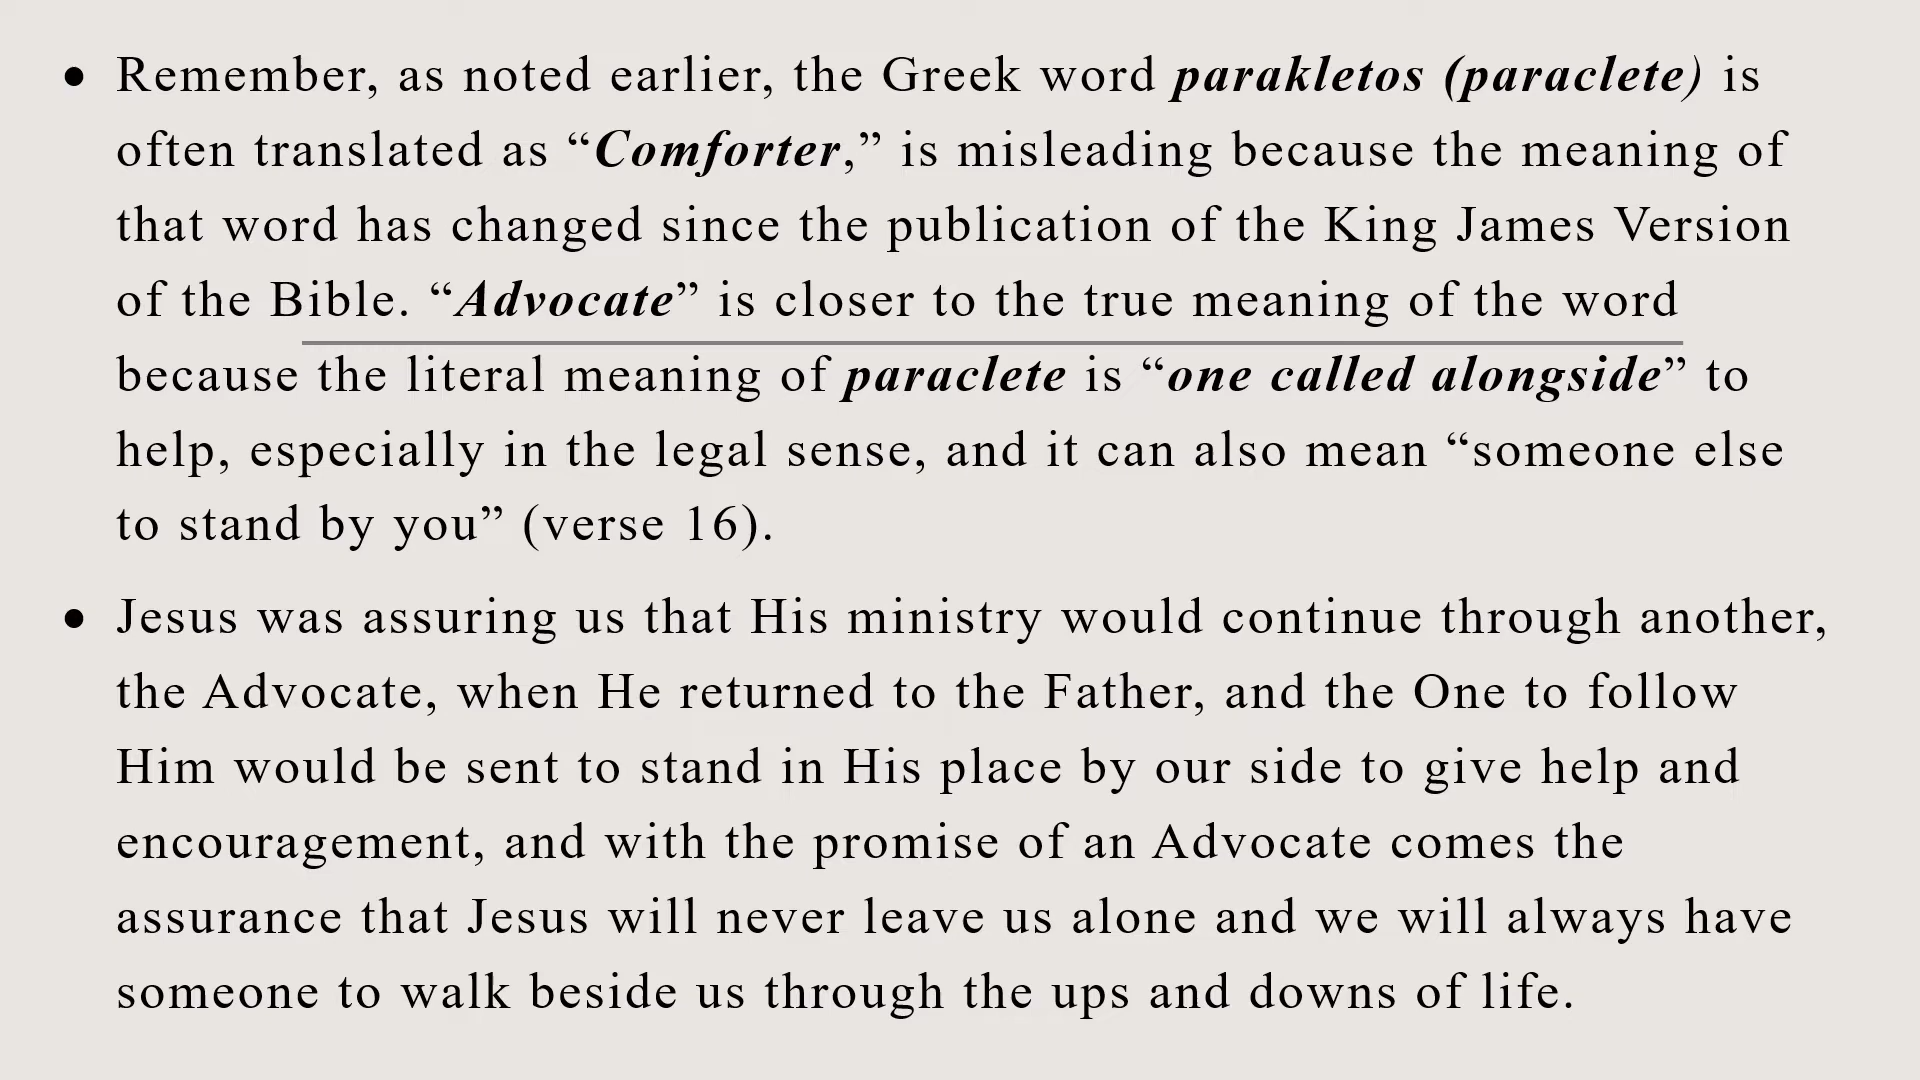 • Remember, as noted earlier, the Greek word parakletos (paraclete) is
often translated as “Comforter,” is misleading because the meaning of
that word has changed since the publication of the King James Version
of the Bible. “Advocate” is closer to the true meaning of the word
because the literal meaning of paraclete is “one called alongside” to
help, especially in the legal sense, and it can also mean “someone else
to stand by you” (verse 16).
• Jesus was assuring us that His ministry would continue through another,
the Advocate, when He returned to the Father, and the One to follow
Him would be sent to stand in His place by our side to give help and
encouragement, and with the promise of an Advocate comes the
assurance that Jesus will never leave us alone and we will always have
someone to walk beside us through the ups and downs of life.